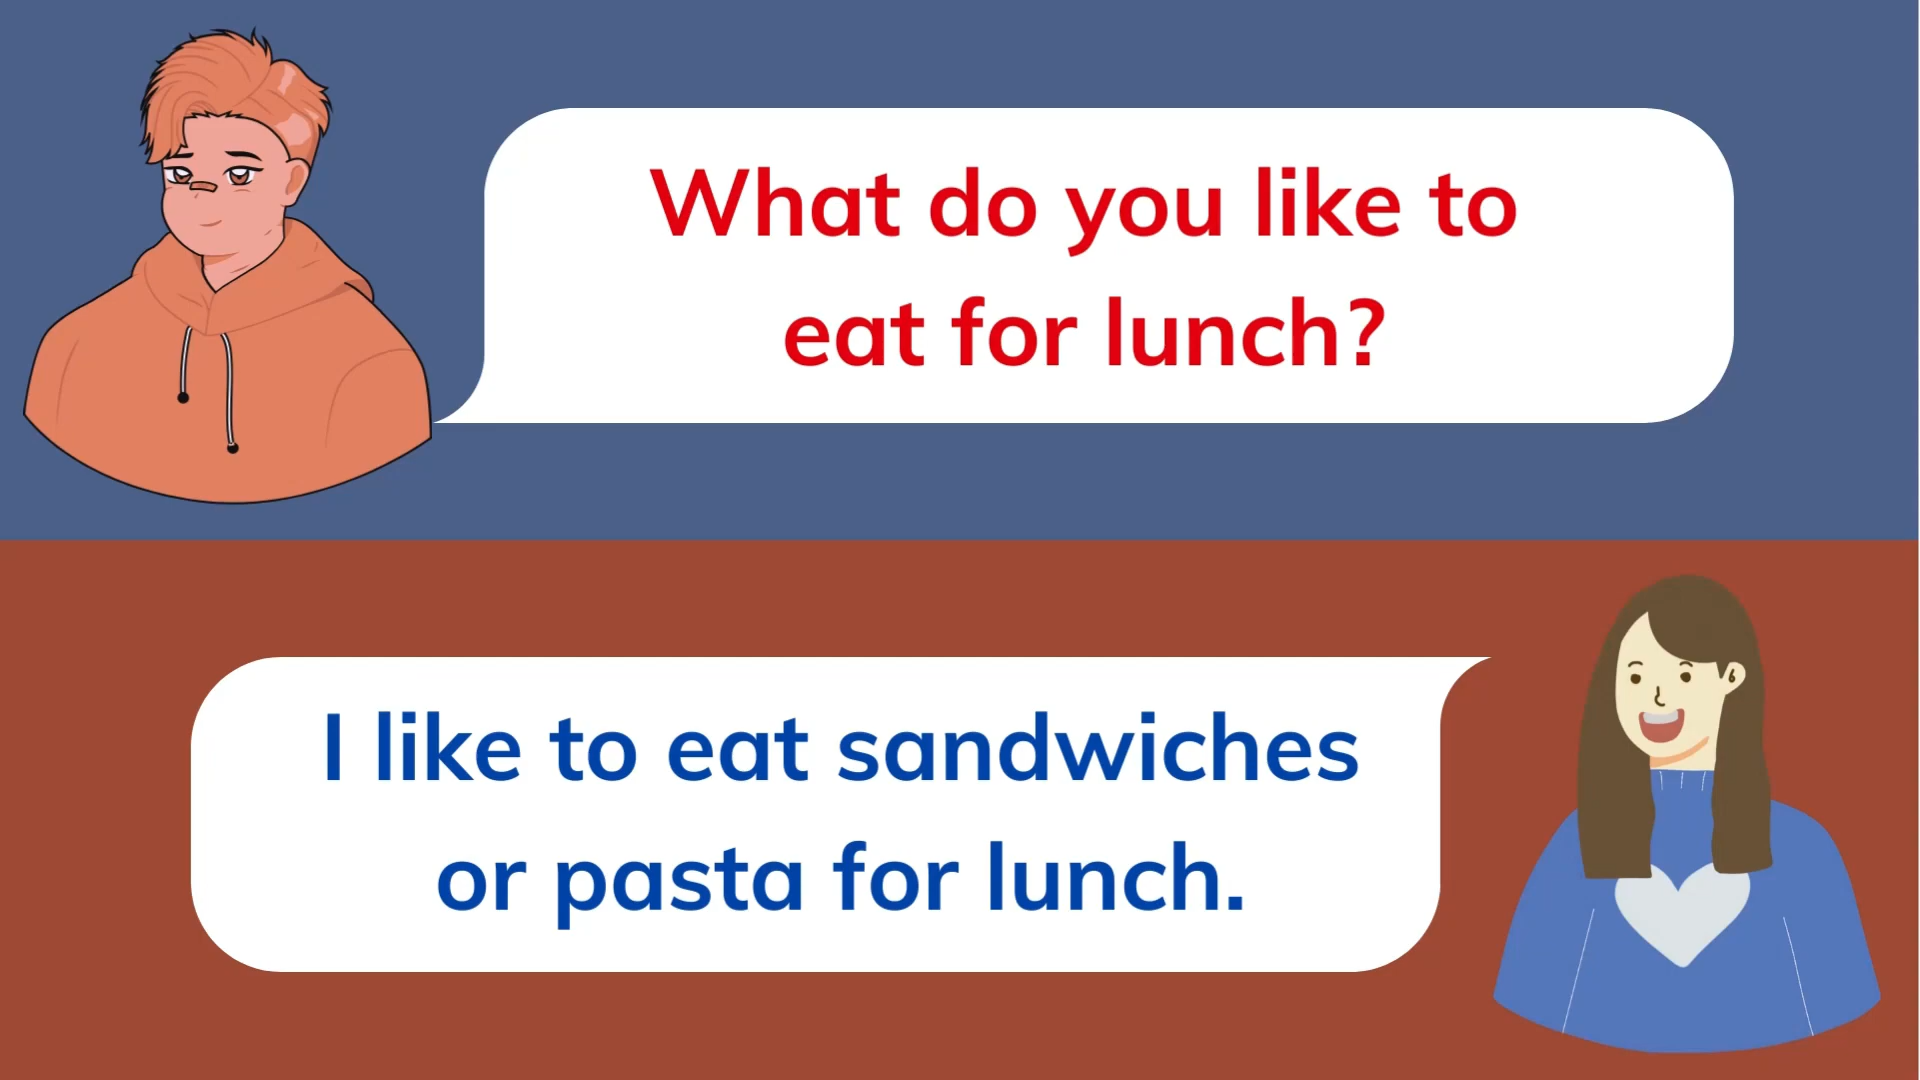 What do you like to
eat for lunch?
I like to eat sandwiches
or pasta for lunch.